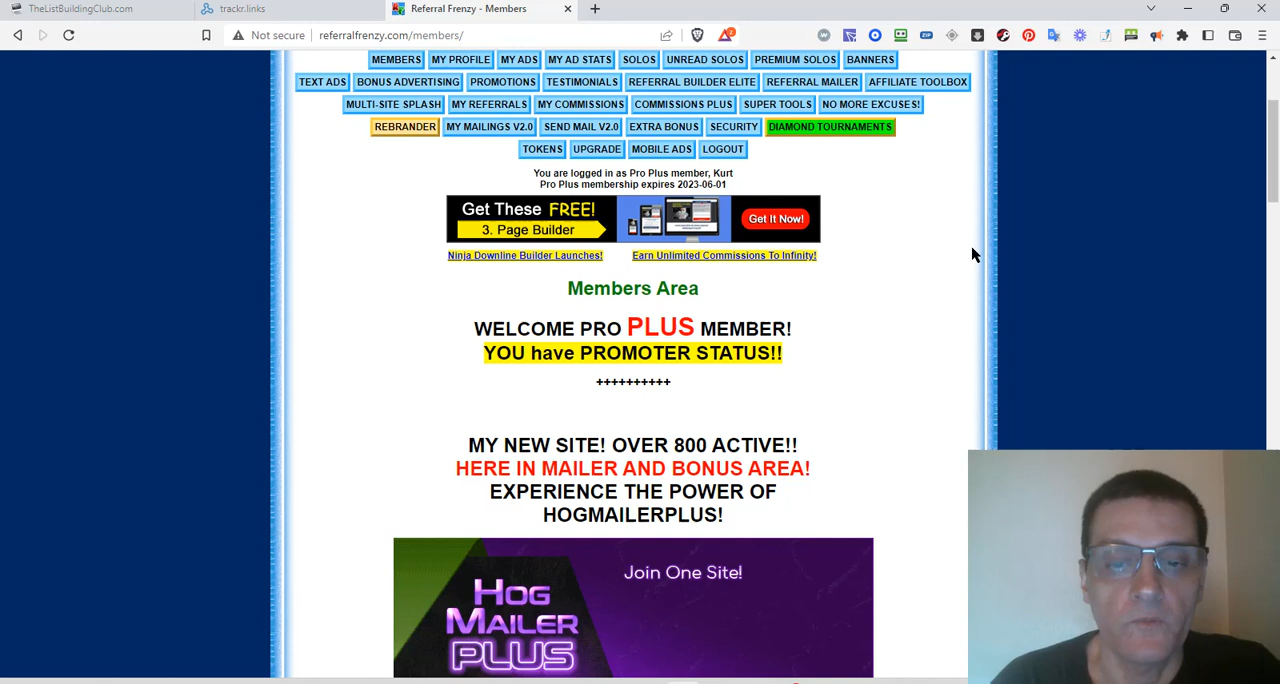 TheListBuildingClub.com
trackr.links
Referral Frenzy - Members
Not secure
referralfrenzy.com/members/
MEMBERS MY PROFILE MY ADS MY AD STATS SOLOS UNREAD SOLOS PREMIUM SOLOS BANNERS
TEXT ADS BONUS ADVERTISING PROMOTIONS TESTIMONIALS REFERRAL BUILDER ELITE REFERRAL MAILER AFFILIATE TOOLBOX
MULTI-SITE SPLASH MY REFERRALS MY COMMISSIONS COMMISSIONS PLUS SUPER TOOLS NO MORE EXCUSES!
REBRANDER MY MAILINGS V2.0 SEND MAIL V2.0 EXTRA BONUS SECURITY DIAMOND TOURNAMENTS
TOKENS UPGRADE MOBILE ADS LOGOUT
You are logged in as Pro Plus member, Kurt
Pro Plus membership expires 2023-06-01
Get These FREE!
3. Page Builder
Get It Now!
Ninja Downline Builder Launches! Earn Unlimited Commissions To Infinity!
Members Area
WELCOME PRO PLUS MEMBER!
YOU have PROMOTER STATUS!!
++++++++++
MY NEW SITE! OVER 800 ACTIVE!!
HERE IN MAILER AND BONUS AREA!
EXPERIENCE THE POWER OF
HOGMAILERPLUS!
Join One Site!
HOG
MAILER
PLUS